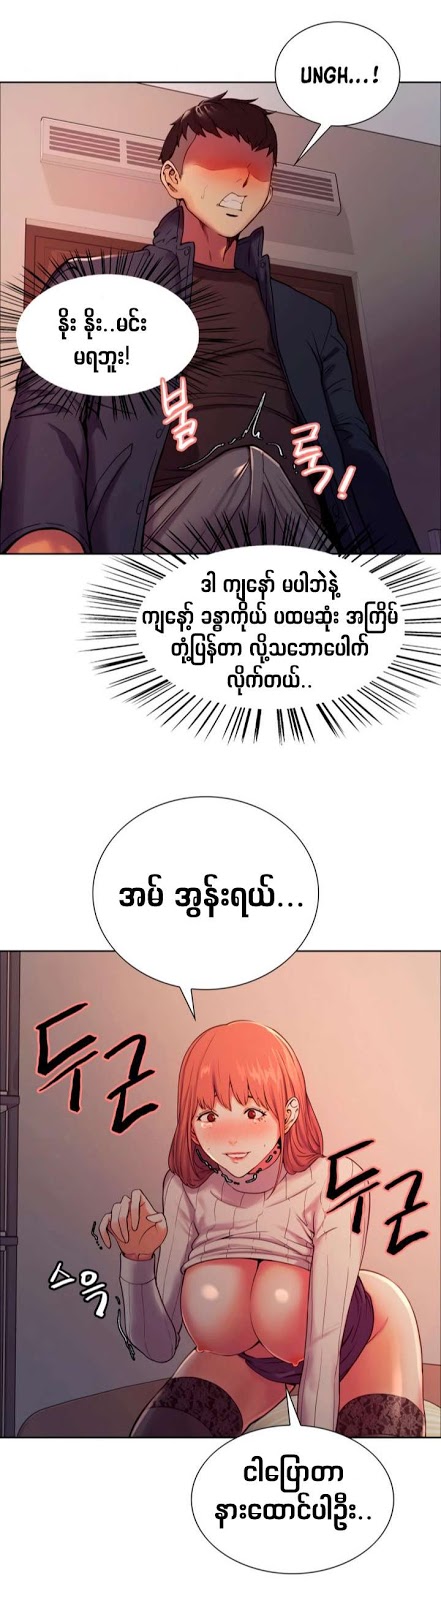 UNGH...!
နိုး နိုး..မင်း
မရဘူး!
불
룩!
ဒါ ကျနော် မပါဘဲနဲ့
ကျနော့် ခန္ဓာကိုယ် ပထမဆုံး အကြိမ်
တုံ့ပြန်တာ လို့သဘောပေါက်
လိုက်တယ်..
အမ် အွန်းရယ်...
두근
두근
스윽
ငါပြောတာ
နားထောင်ပါဦး..